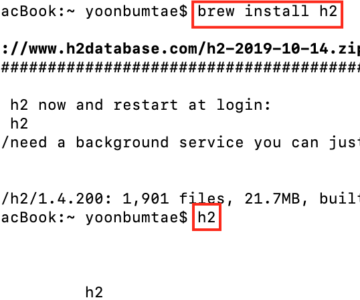 acBook:~ yoonbumtae$ brew install h2
://www.h2database.com/h2-2019-10-14.zip
########################################
h2 now and restart at login:
h2
/need a background service you can just
/h2/1.4.200: 1,901 files, 21.7MB, built
acBook:~ yoonbumtae$ h2
h2